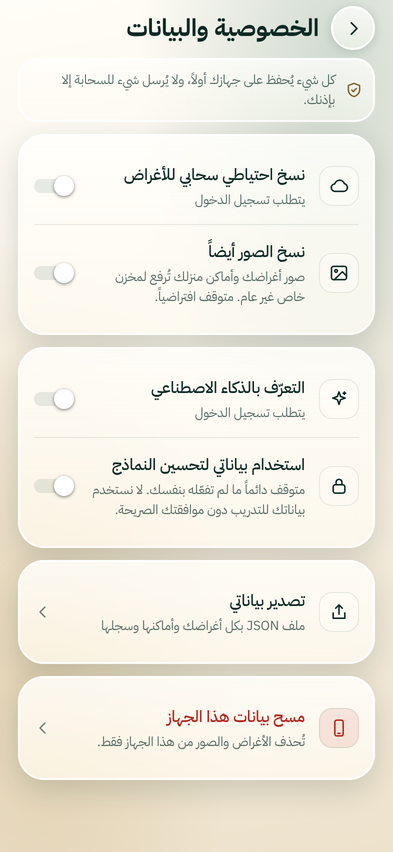 الخصوصية والبيانات
كل شيء يُحفظ على جهازك أولاً، ولا يُرسل شيء للسحابة إلا
بإذنك.
نسخ احتياطي سحابي للأغراض
يتطلب تسجيل الدخول
نسخ الصور أيضاً
صور أغراضك وأماكن منزلك تُرفع لمخزن
خاص غير عام. متوقف افتراضياً.
التعرّف بالذكاء الاصطناعي
يتطلب تسجيل الدخول
استخدام بياناتي لتحسين النماذج
متوقف دائماً ما لم تفعّله بنفسك. لا نستخدم
بياناتك للتدريب دون موافقتك الصريحة.
تصدير بياناتي
ملف JSON بكل أغراضك وأماكنها وسجلها
مسح بيانات هذا الجهاز
تُحذف الأغراض والصور من هذا الجهاز فقط.